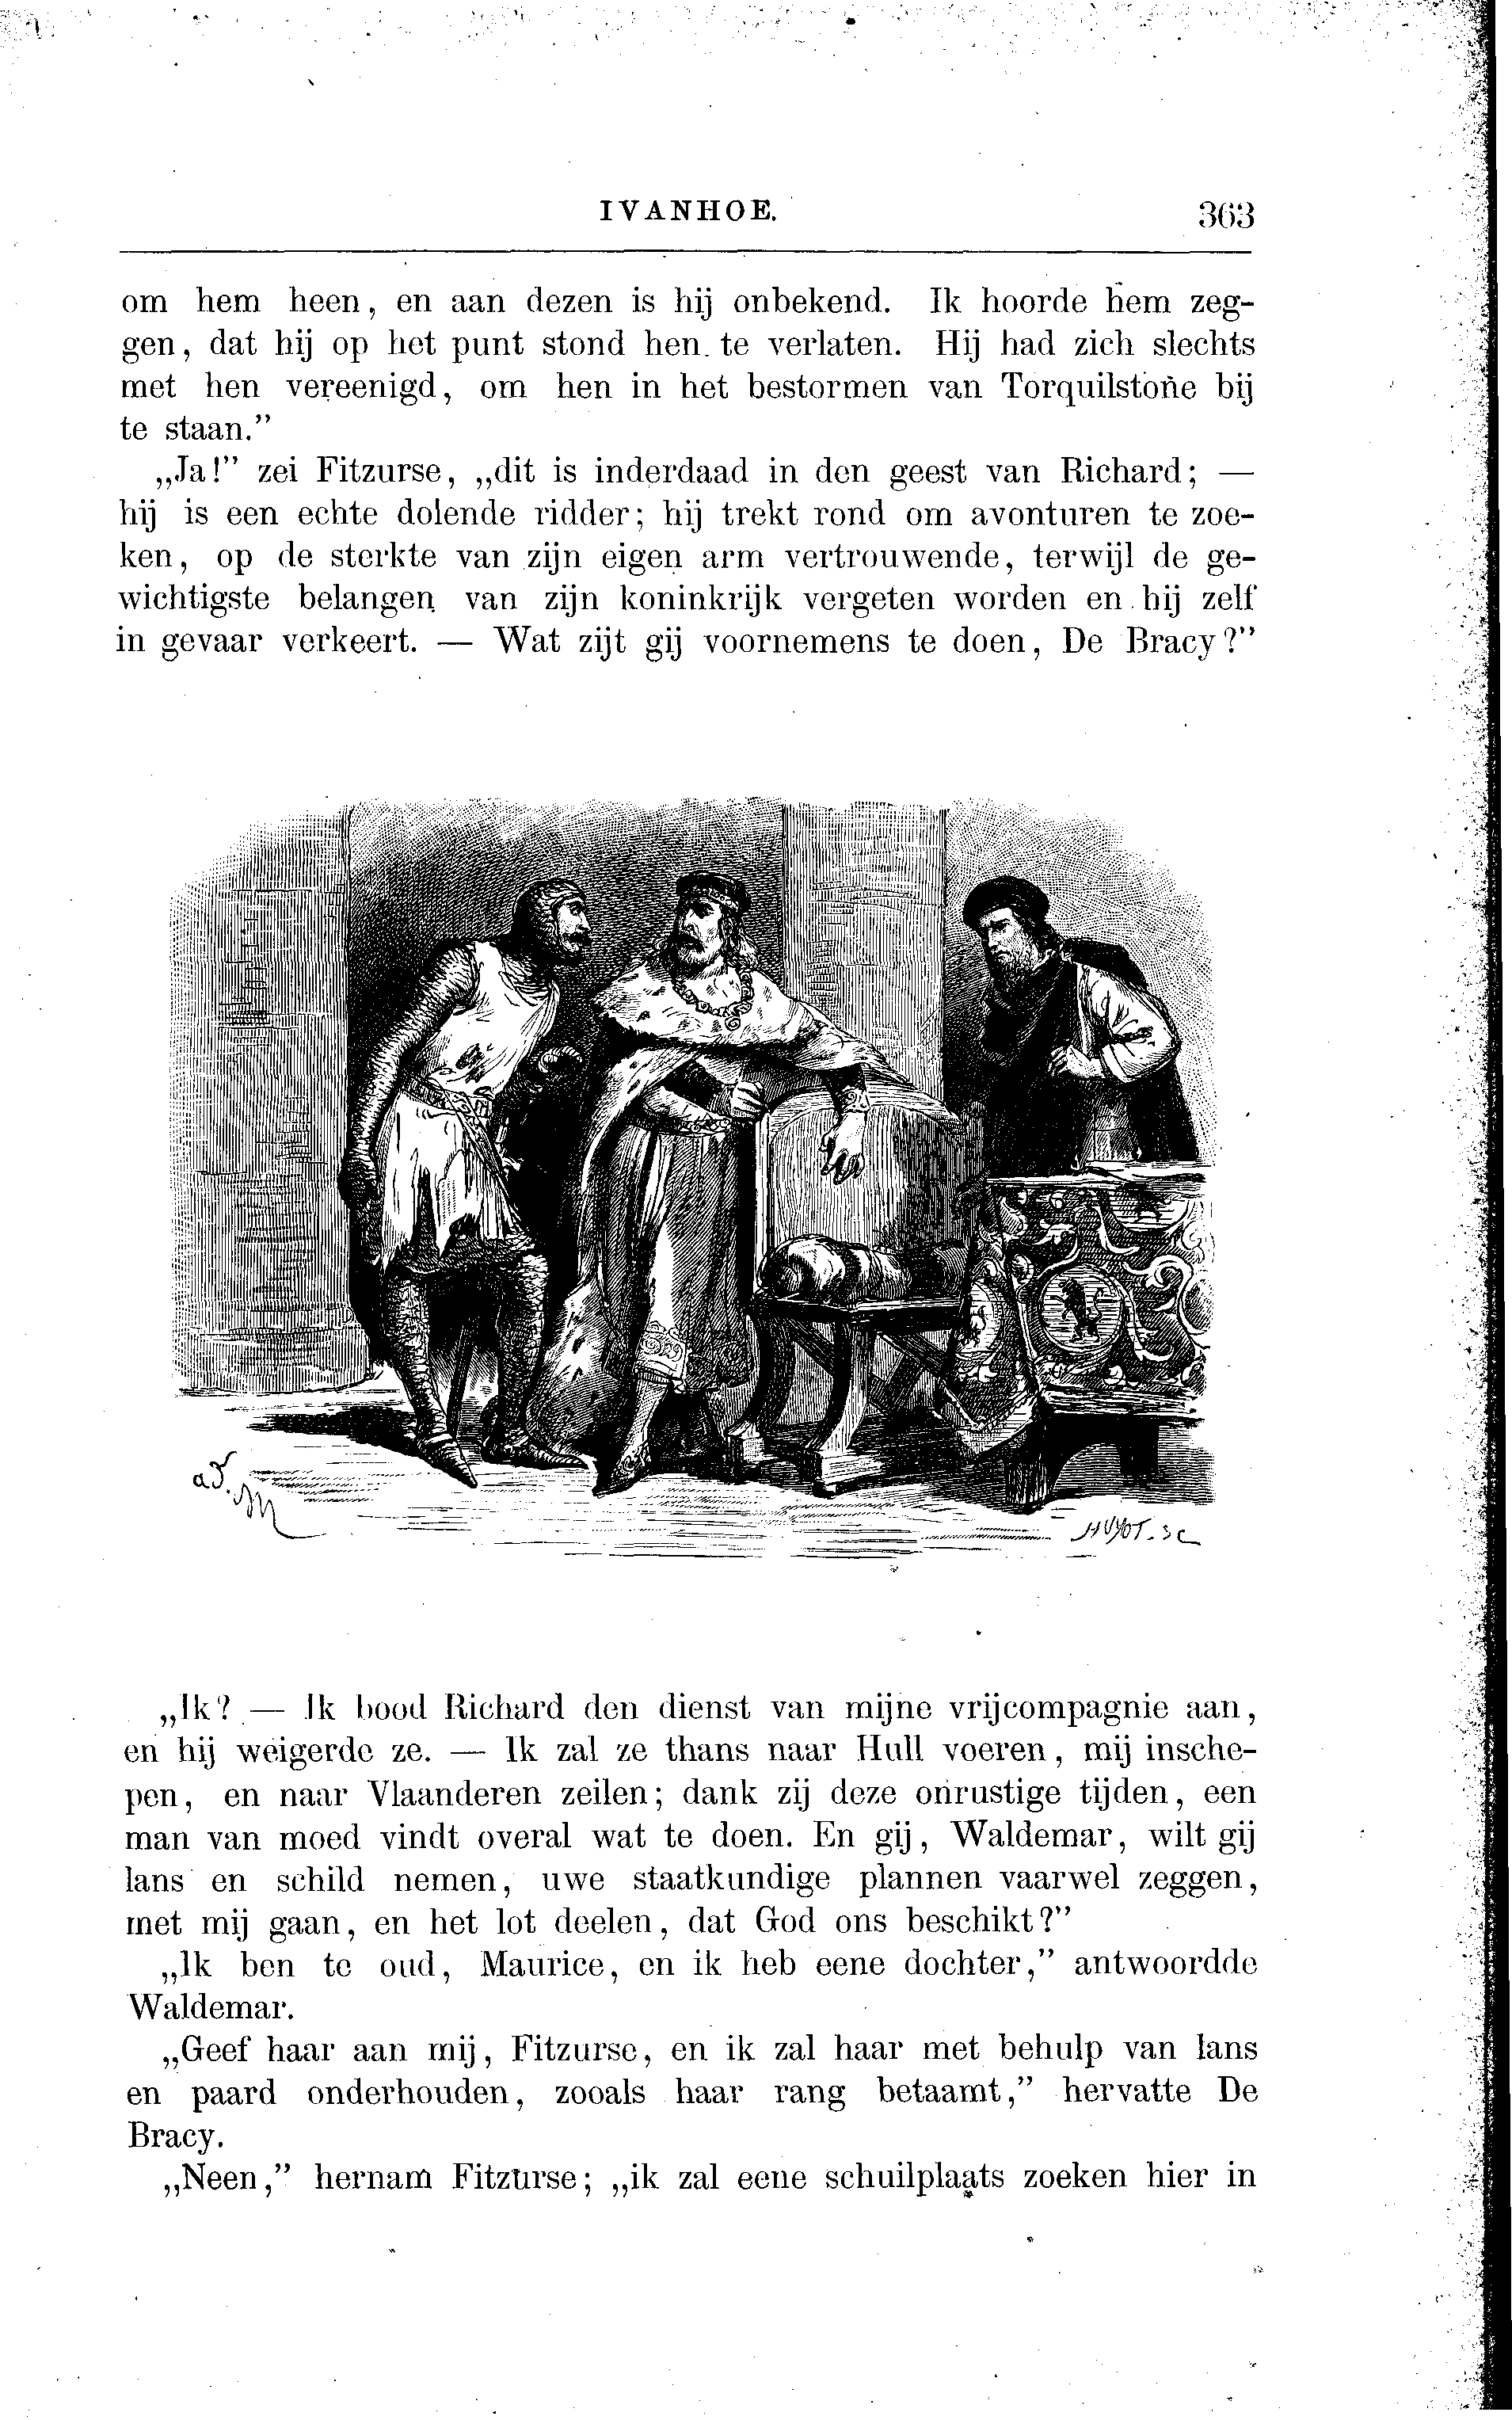 IVANHOE. 363
om hem heen, en aan dezen is hij onbekend. Ik hoorde hem zeg-
gen, dat hij op het punt stond hen te verlaten. Hij had zich slechts
met hen vereenigd, om hen in het bestormen van Torquilstone bij
te staan.”
„Ja!” zei Fitzurse, „dit is inderdaad in den geest van Richard; —
hij is een echte dolende ridder; hij trekt rond om avonturen te zoe-
ken, op de sterkte van zijn eigen arm vertrouwende, terwijl de ge-
wichtigste belangen van zijn koninkrijk vergeten worden en hij zelf
in gevaar verkeert. — Wat zijt gij voornemens te doen, De Bracy?”
HUYOT. SC
„Ik? — Ik bood Richard den dienst van mijne vrijcompagnie aan,
en hij weigerde ze. — Ik zal ze thans naar Hull voeren, mij insche-
pen, en naar Vlaanderen zeilen; dank zij deze onrustige tijden, een
man van moed vindt overal wat te doen. En gij, Waldemar, wilt gij
lans en schild nemen, uwe staatkundige plannen vaarwel zeggen,
met mij gaan, en het lot deelen, dat God ons beschikt?”
„Ik ben te oud, Maurice, en ik heb eene dochter,” antwoordde
Waldemar.
„Geef haar aan mij, Fitzurse, en ik zal haar met behulp van lans
en paard onderhouden, zooals haar rang betaamt,” hervatte De
Bracy.
„Neen,” hernam Fitzurse; „ik zal eene schuilplaats zoeken hier in